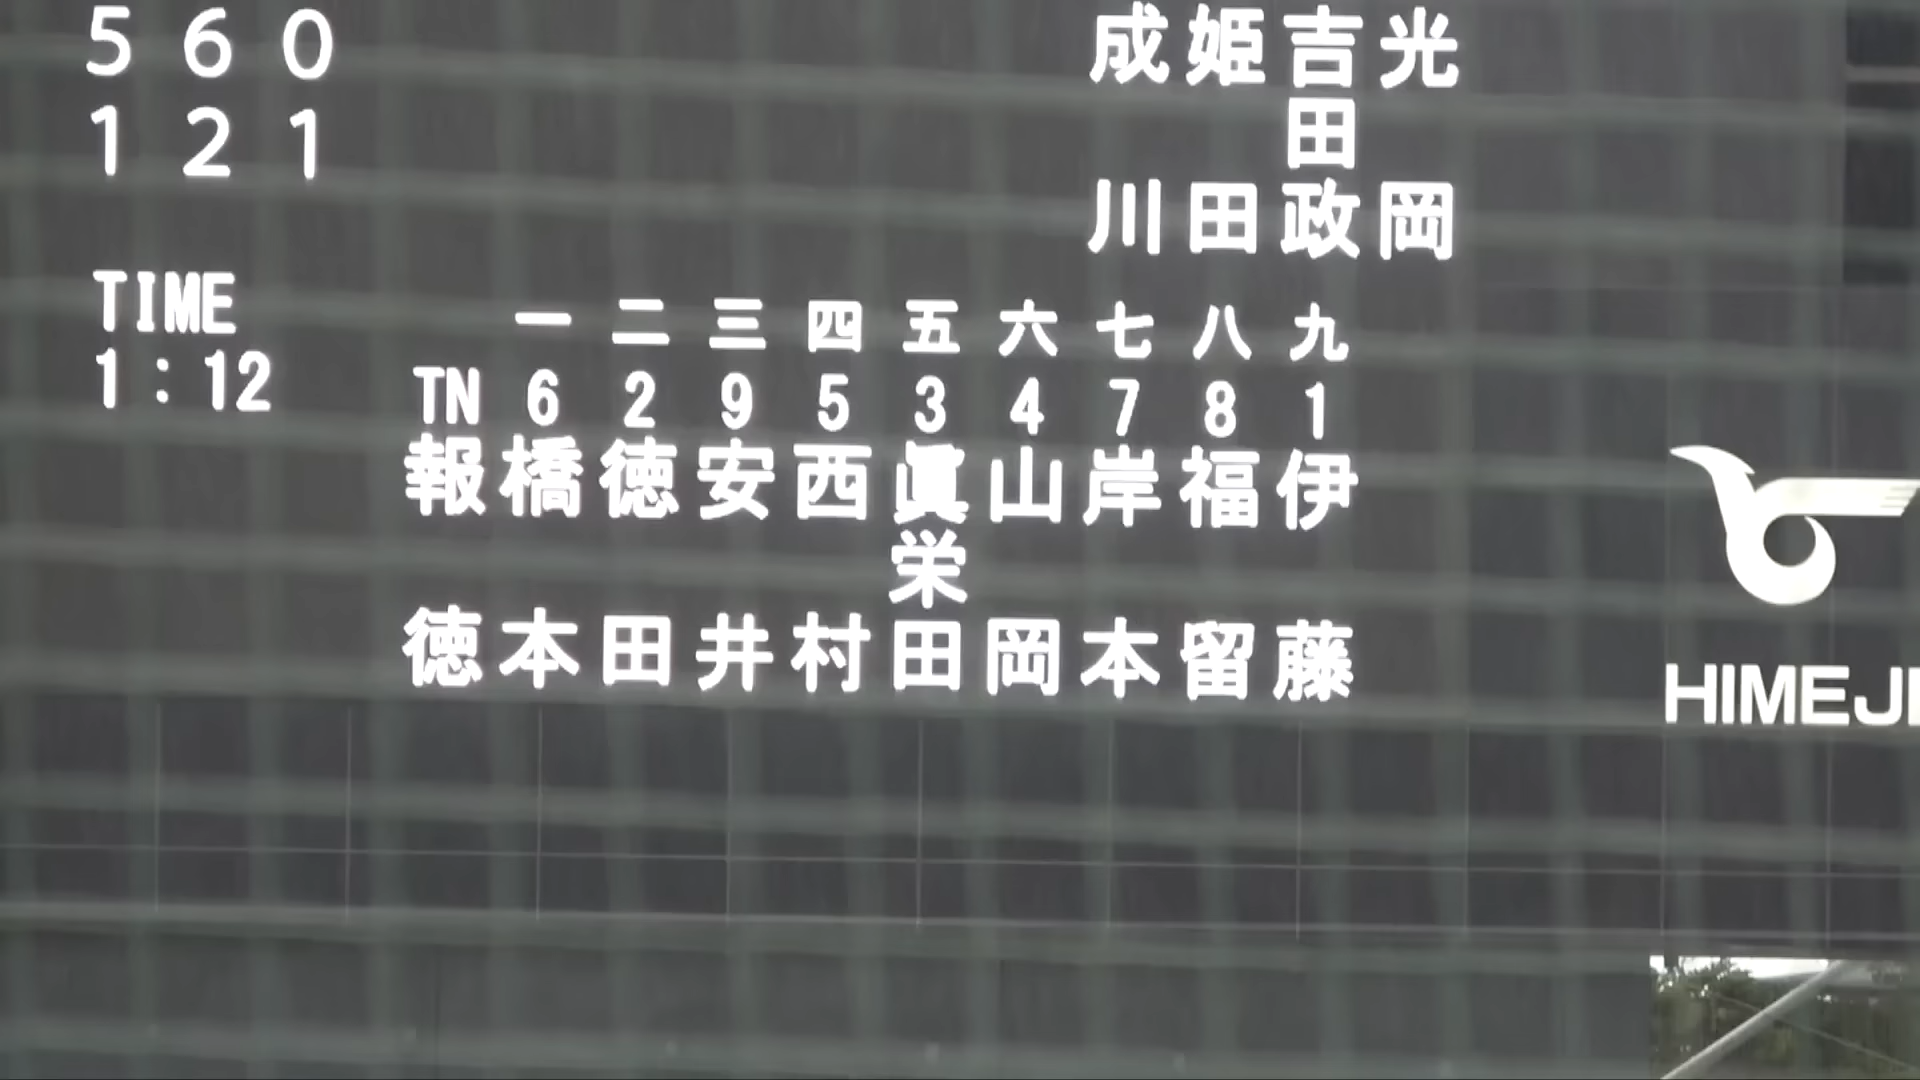 5 6 0
1 2 1
成川
姫田
吉田政
光岡
TIME
1:12
一 二 三 四 五 六 七 八 九
TN 6 2 9 5 3 4 7 8 1
報徳
橋本
徳田
安井
西村
眞栄田
山岡
岸本
福留
伊藤